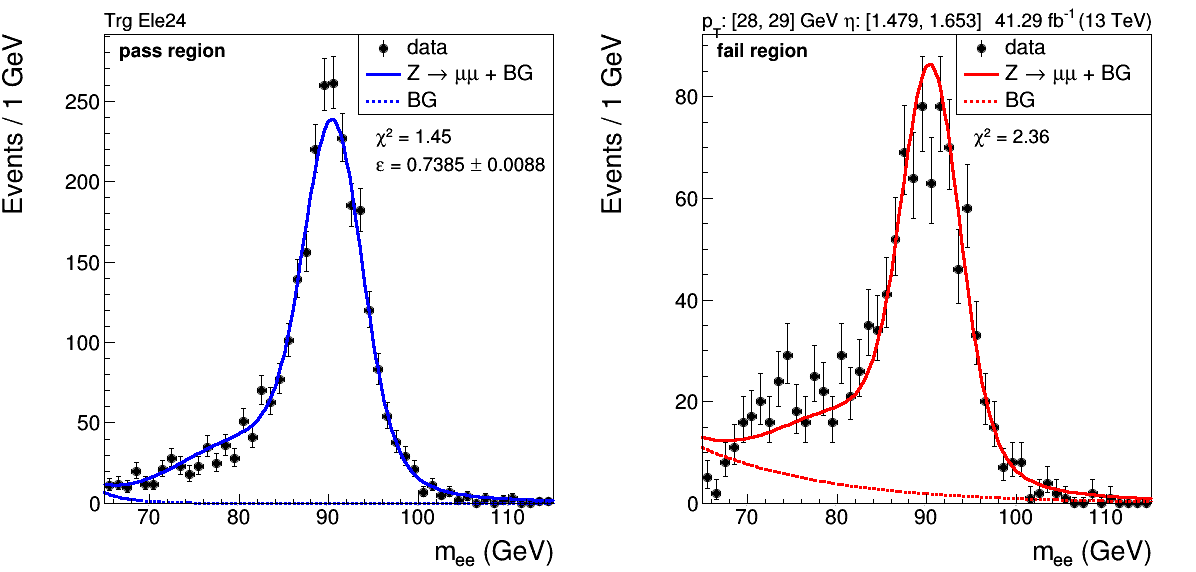 Trg Ele24
pass region
data
Z → μμ + BG
BG
χ² = 1.45
ε = 0.7385 ± 0.0088
Events / 1 GeV
250
200
150
100
50
0
70 80 90 100 110
m_ee (GeV)
p_T: [28, 29] GeV η: [1.479, 1.653] 41.29 fb⁻¹ (13 TeV)
fail region
data
Z → μμ + BG
BG
χ² = 2.36
Events / 1 GeV
80
60
40
20
0
70 80 90 100 110
m_ee (GeV)